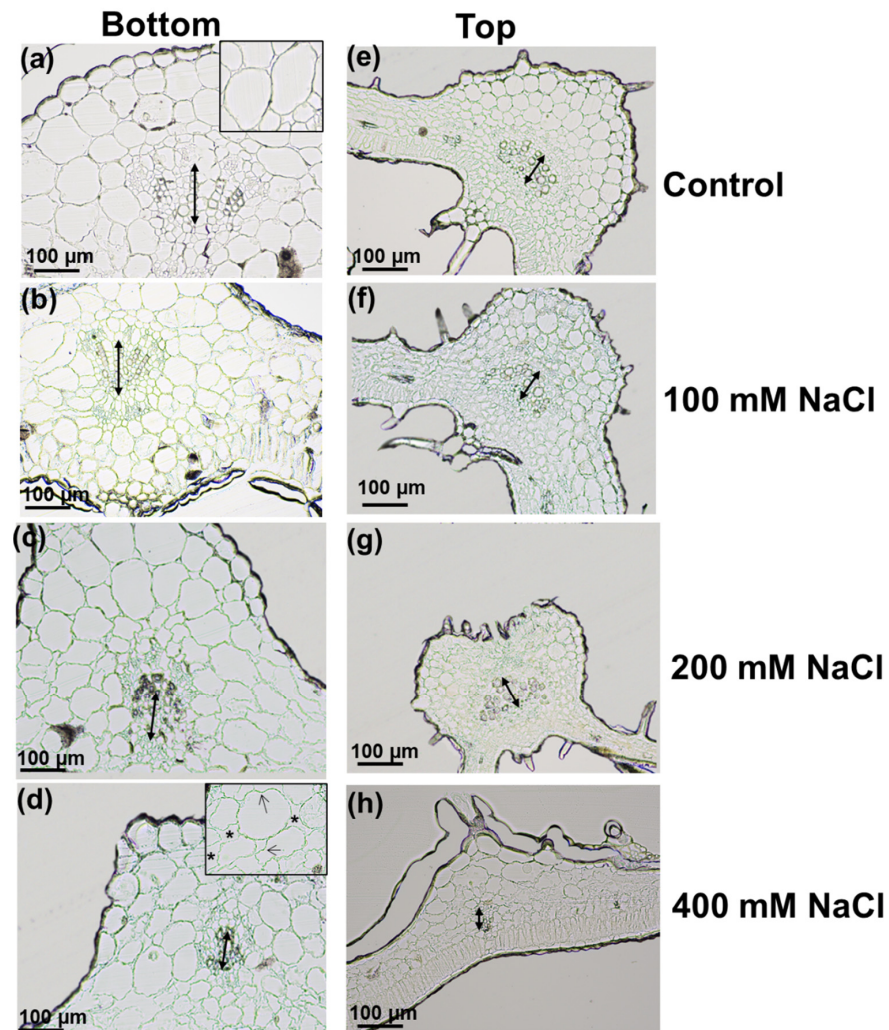 Bottom
Top
(a)
100 µm
(e)
100 µm
Control
(b)
100 µm
(f)
100 µm
100 mM NaCl
(c)
100 µm
(g)
100 µm
200 mM NaCl
(d)
*
*
*
100 µm
(h)
100 µm
400 mM NaCl